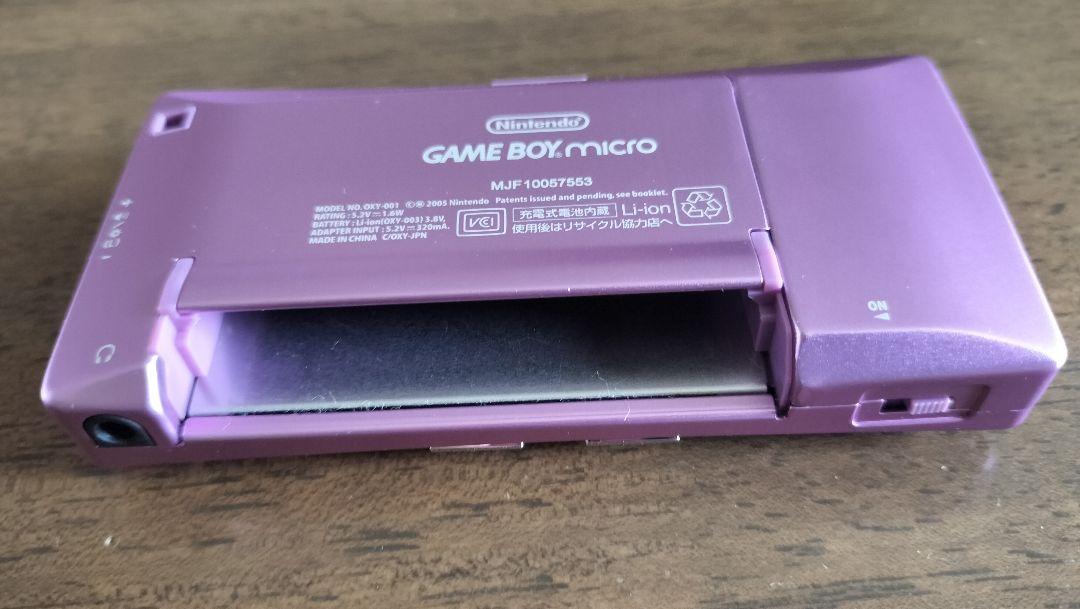 Nintendo
GAME BOY micro
MJF10057553
MODEL NO. OXY-001 ©® 2005 Nintendo Patents issued and pending, see booklet.
RATING : 5.2V⎓1.6W
BATTERY : Li-ion(OXY-003) 3.8V,
ADAPTER INPUT : 5.2V⎓320mA.
MADE IN CHINA C/OXY-JPN
VCCI
充電式電池内蔵 Li-ion
使用後はリサイクル協力店へ
ON